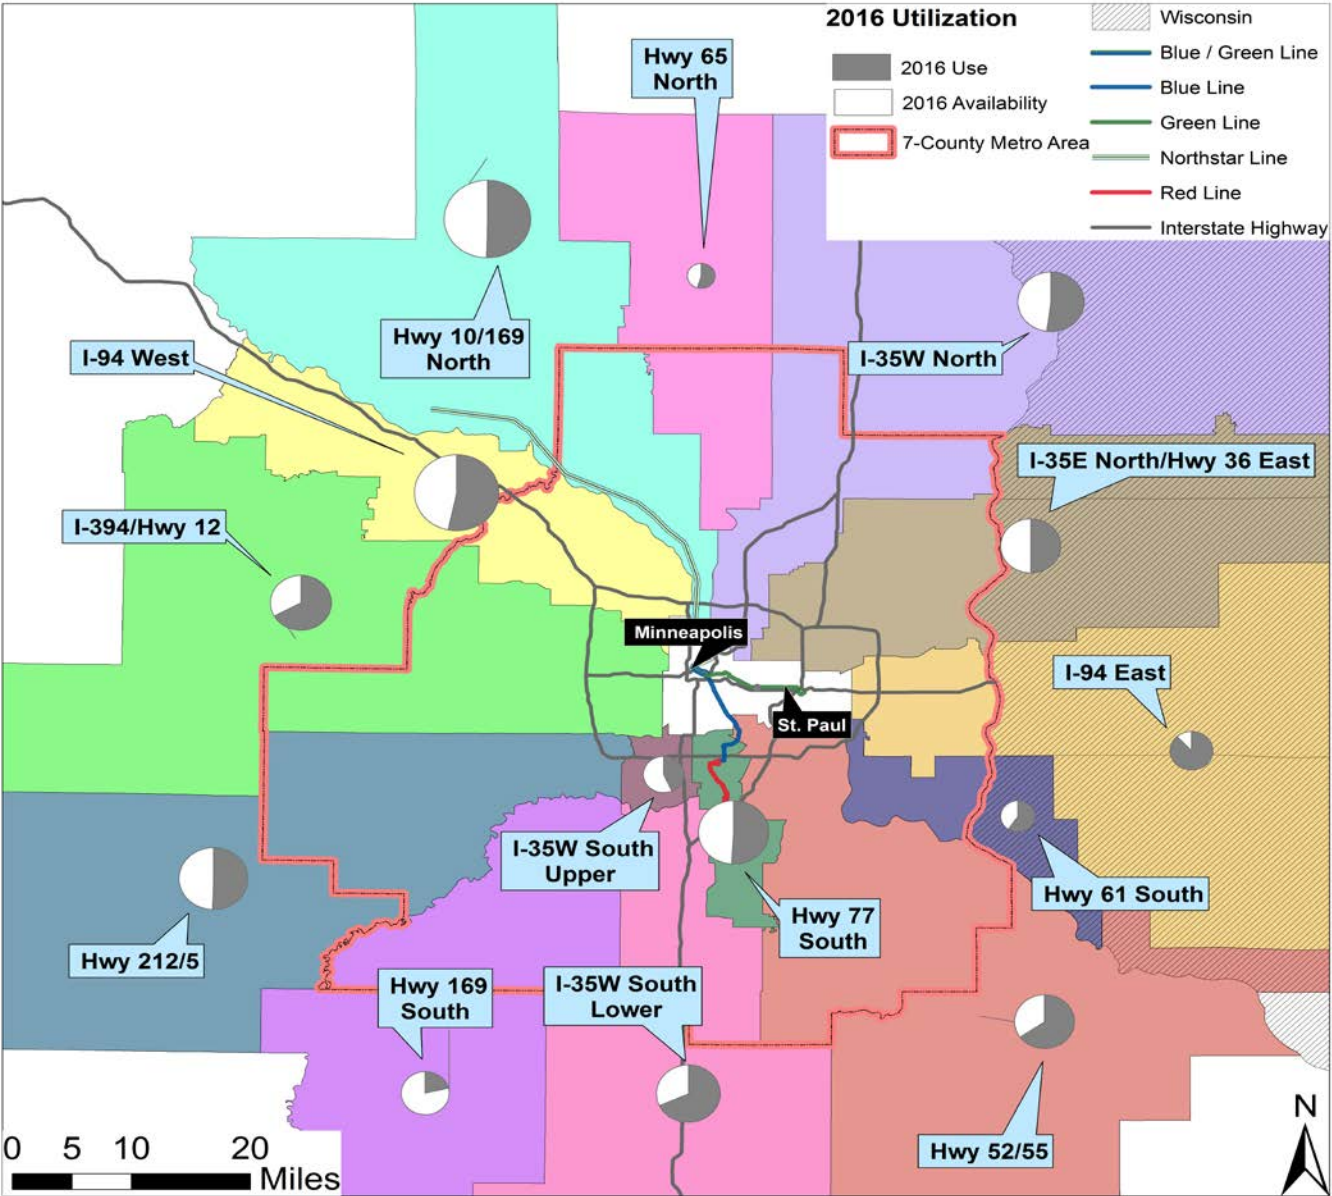 2016 Utilization
2016 Use
2016 Availability
7-County Metro Area
Wisconsin
Blue / Green Line
Blue Line
Green Line
Northstar Line
Red Line
Interstate Highway
Hwy 65
North
Hwy 10/169
North
I-94 West
I-35W North
I-35E North/Hwy 36 East
I-394/Hwy 12
Minneapolis
I-94 East
St. Paul
I-35W South
Upper
Hwy 61 South
Hwy 77
South
Hwy 212/5
Hwy 169
South
I-35W South
Lower
Hwy 52/55
N
0 5 10 20
Miles